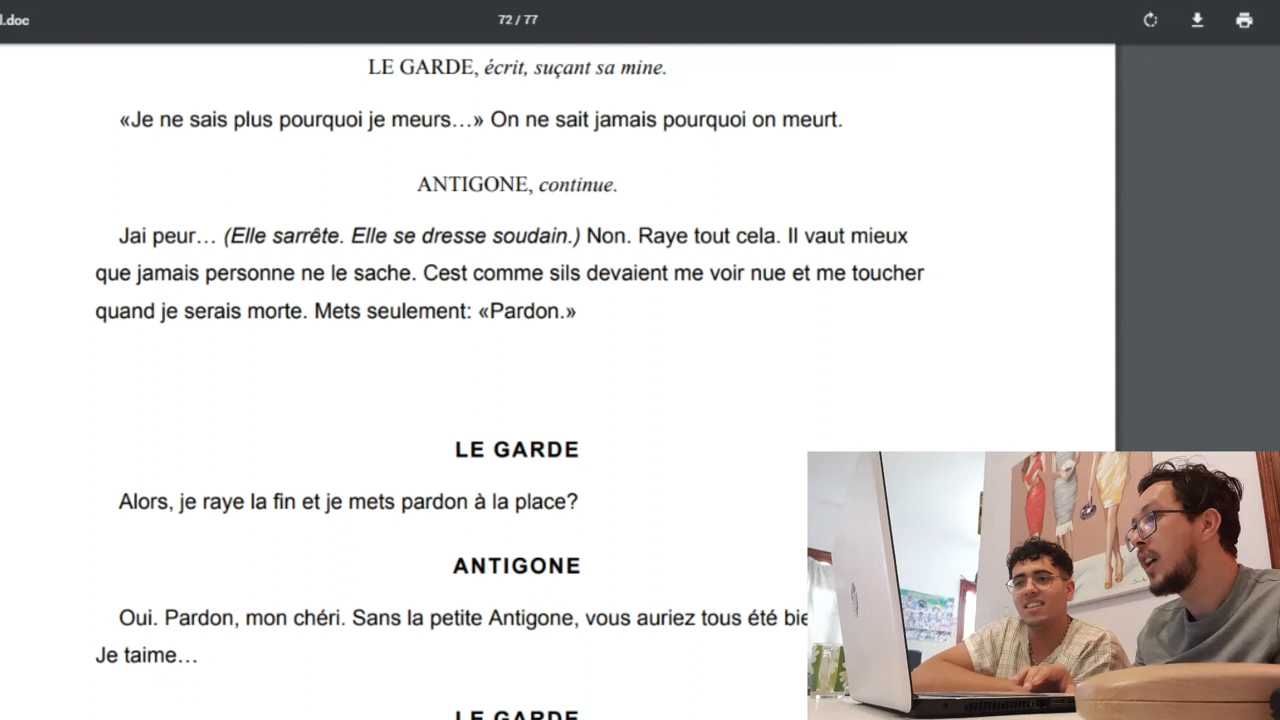 l.doc
72 / 77
LE GARDE, écrit, suçant sa mine.
«Je ne sais plus pourquoi je meurs…» On ne sait jamais pourquoi on meurt.
ANTIGONE, continue.
Jai peur… (Elle sarrête. Elle se dresse soudain.) Non. Raye tout cela. Il vaut mieux
que jamais personne ne le sache. Cest comme sils devaient me voir nue et me toucher
quand je serais morte. Mets seulement: «Pardon.»
LE GARDE
Alors, je raye la fin et je mets pardon à la place?
ANTIGONE
Oui. Pardon, mon chéri. Sans la petite Antigone, vous auriez tous été
Je taime…
LE GARDE